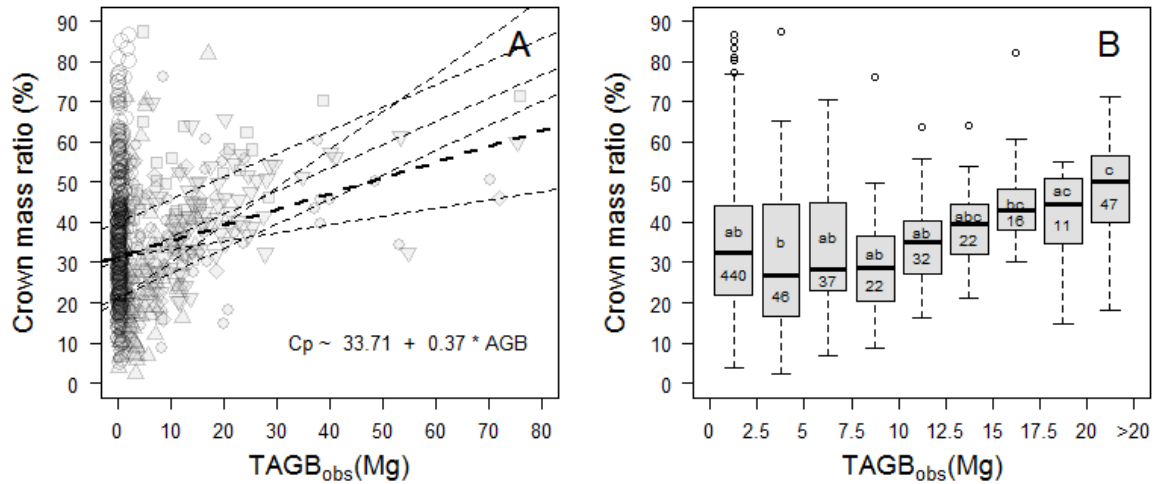 A
Crown mass ratio (%)
90
80
70
60
50
40
30
20
10
0
Cp ~ 33.71 + 0.37 * AGB
0 10 20 30 40 50 60 70 80
TAGBobs(Mg)
B
Crown mass ratio (%)
90
80
70
60
50
40
30
20
10
0
ab b ab ab ab abc bc ac c
440 46 37 22 32 22 16 11 47
0 2.5 5 7.5 10 12.5 15 17.5 20 >20
TAGBobs(Mg)